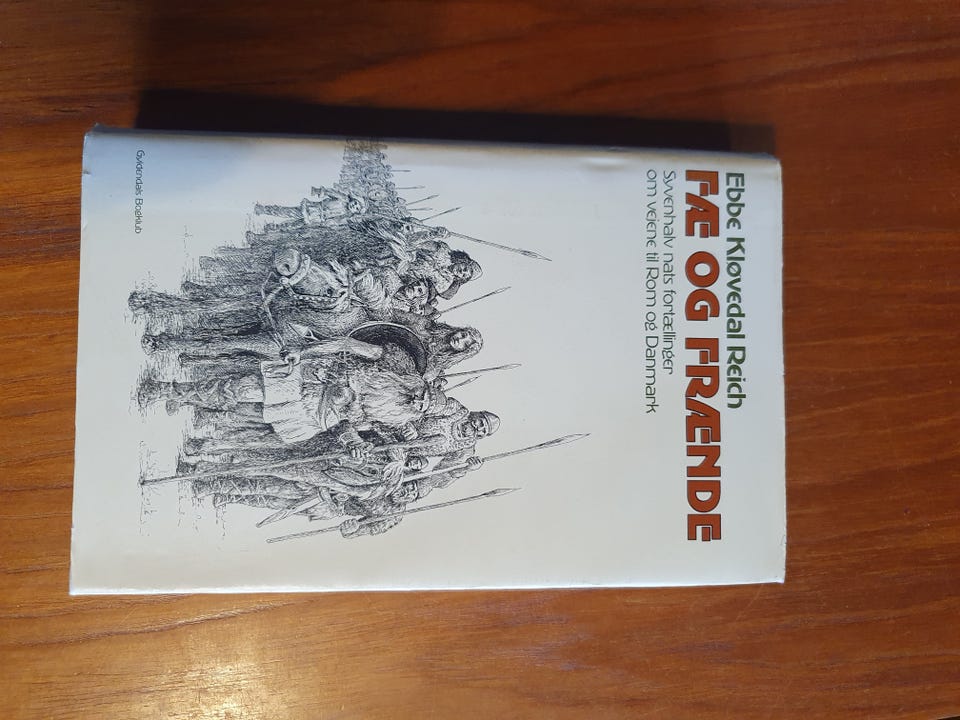 Ebbe Kløvedal Reich
FÆ OG FRÆNDE
Syvenhalv nats fortællinger
om vejene til Rom og Danmark
Gyldendals Bogklub